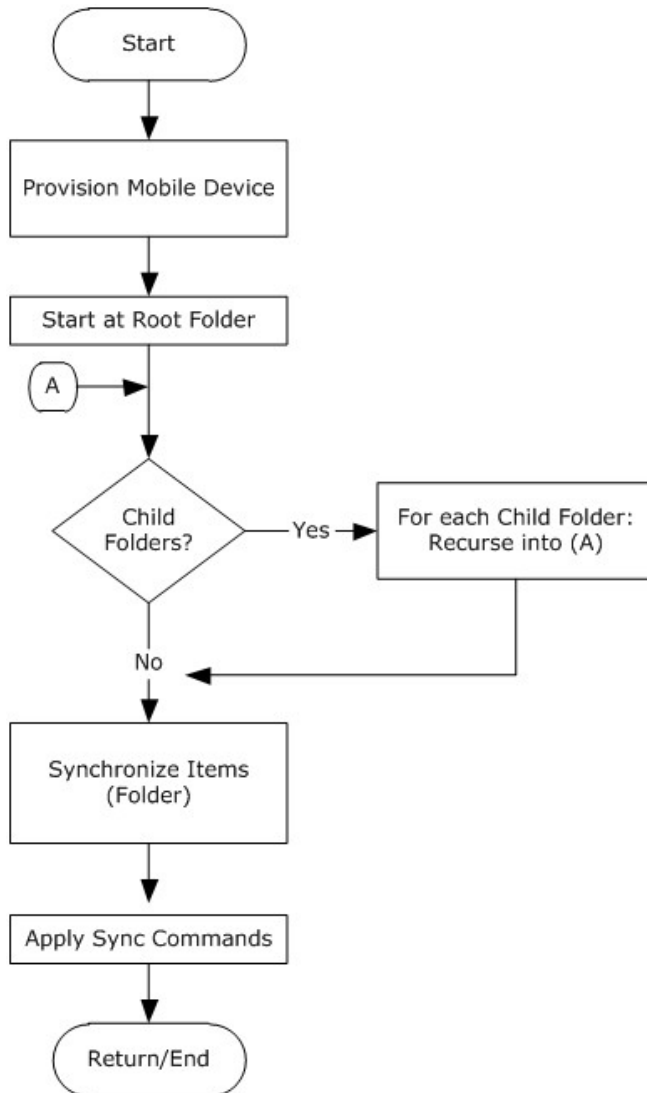 Start
Provision Mobile Device
Start at Root Folder
A
Child
Folders?
Yes
For each Child Folder:
Recurse into (A)
No
Synchronize Items
(Folder)
Apply Sync Commands
Return/End